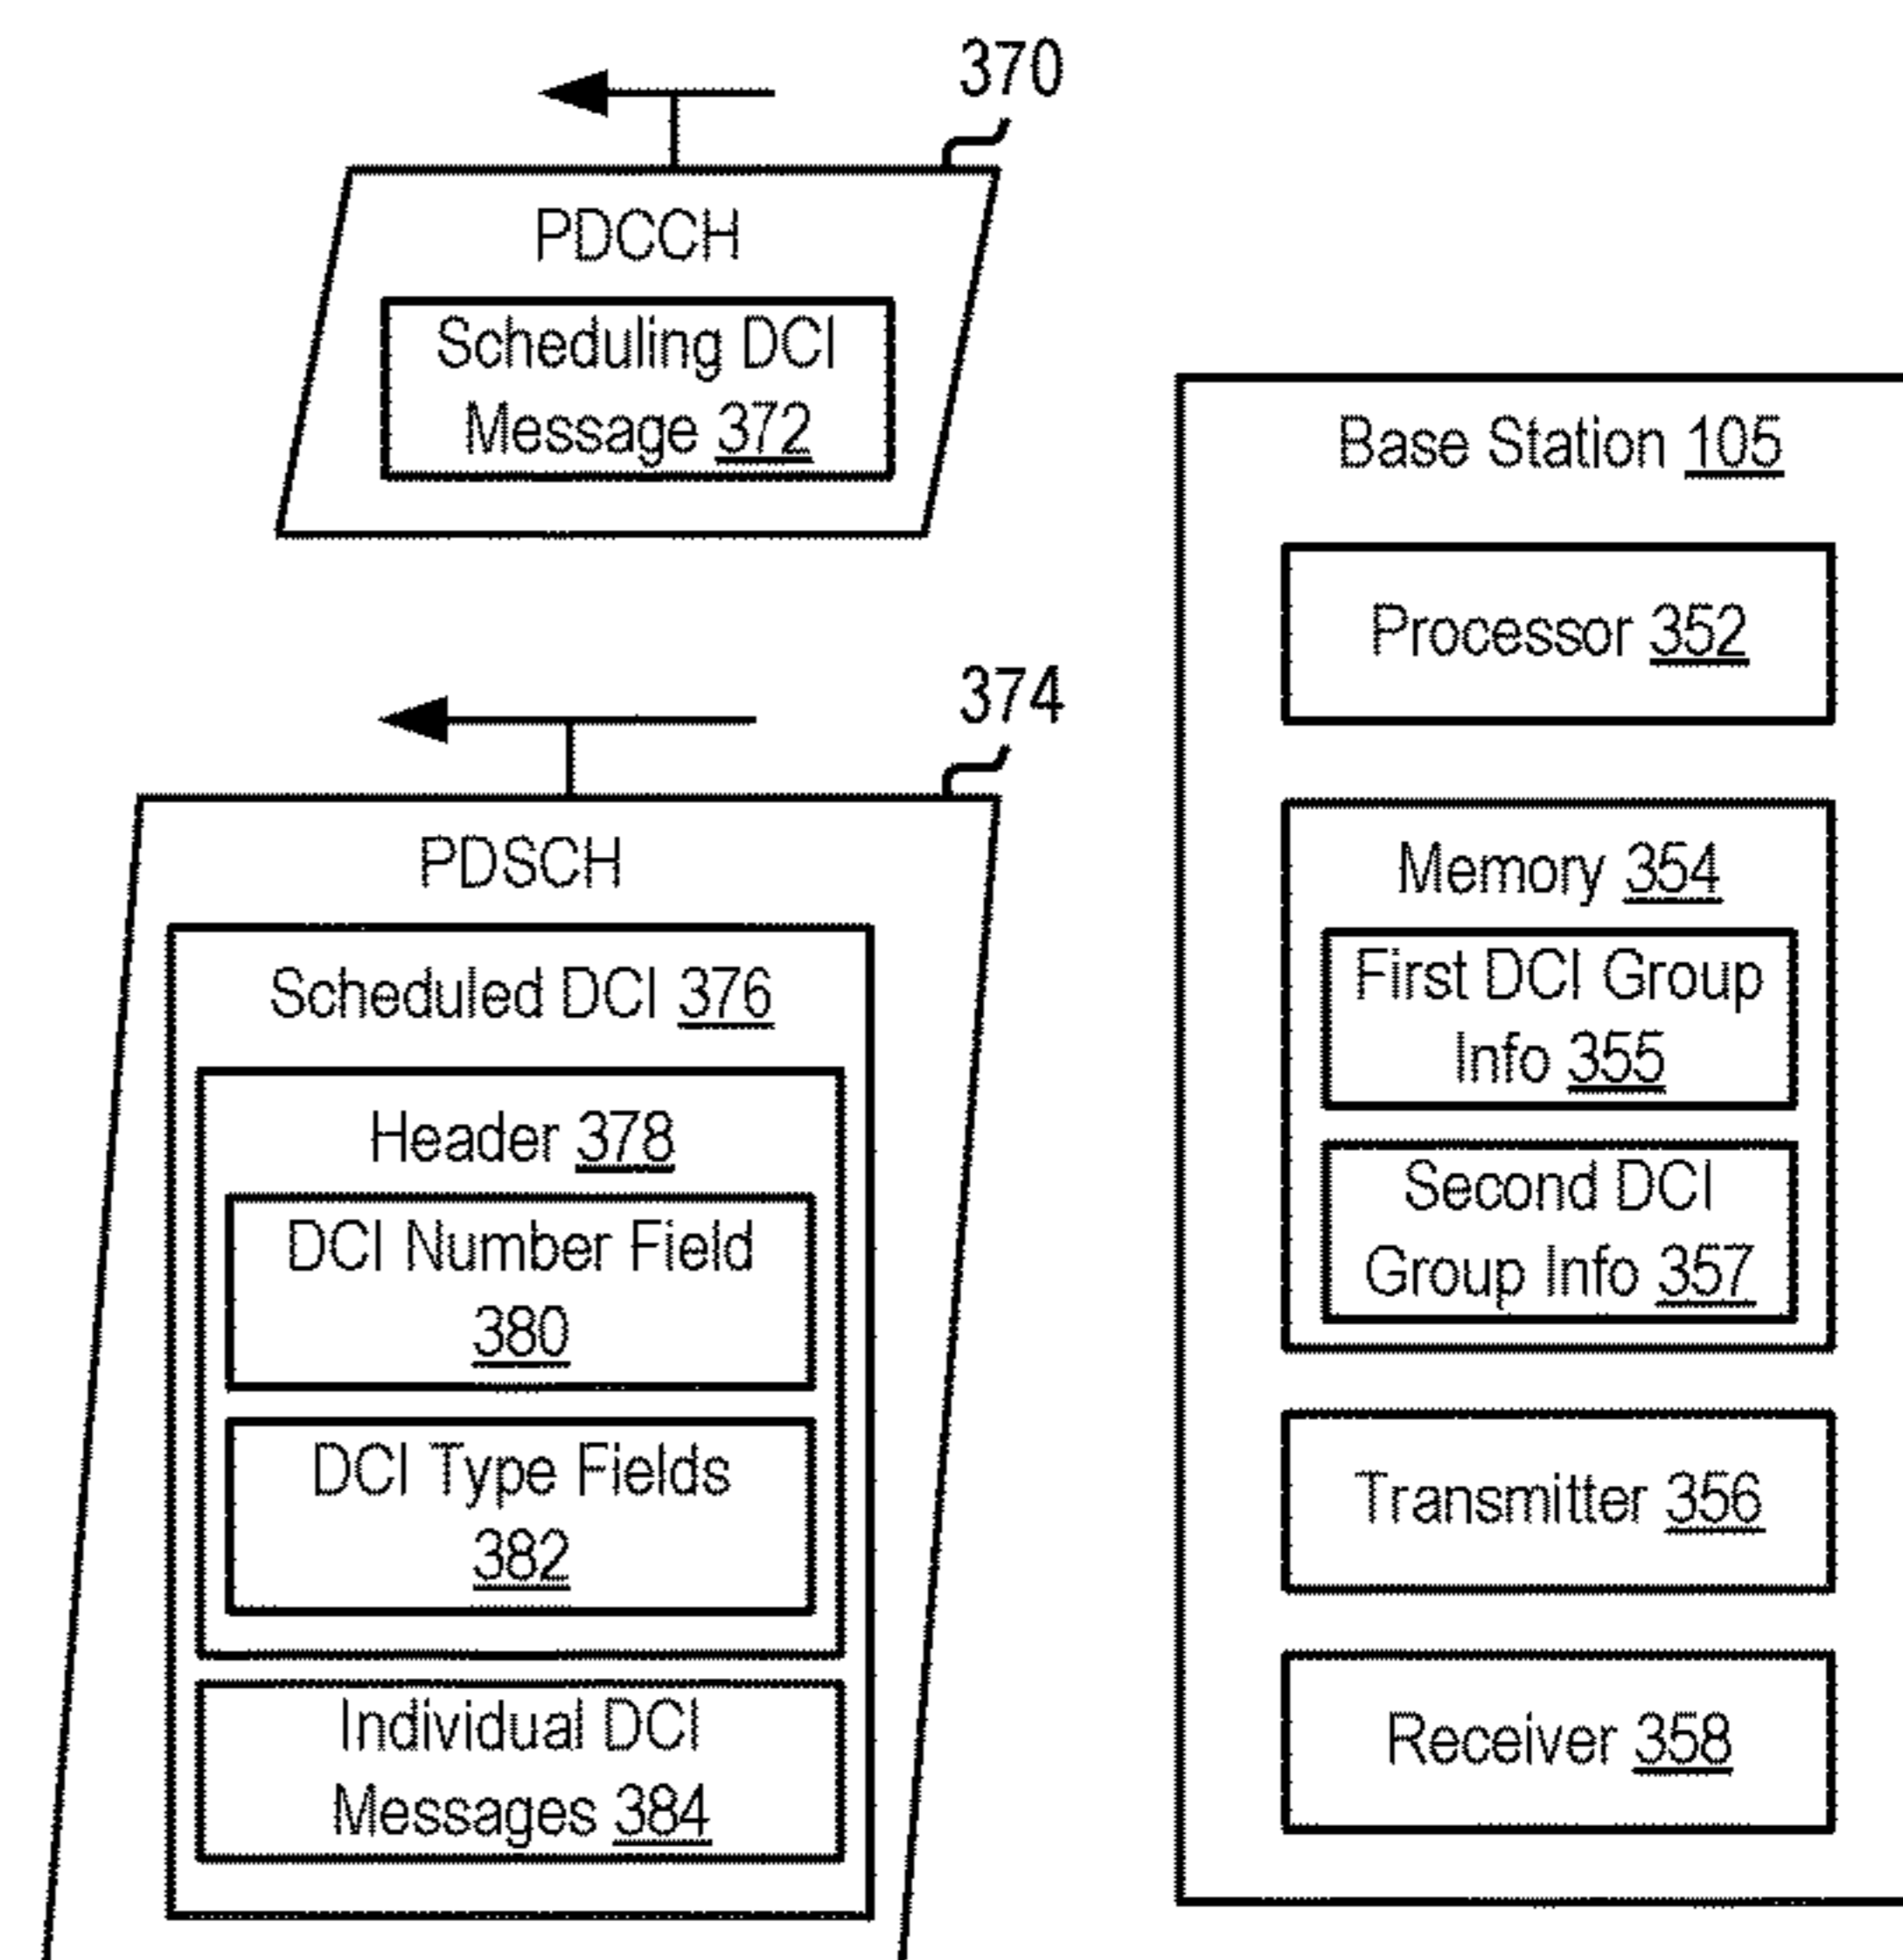 370
PDCCH
Scheduling DCI
Message 372
374
PDSCH
Scheduled DCI 376
Header 378
DCI Number Field
380
DCI Type Fields
382
Individual DCI
Messages 384
Base Station 105
Processor 352
Memory 354
First DCI Group
Info 355
Second DCI
Group Info 357
Transmitter 356
Receiver 358